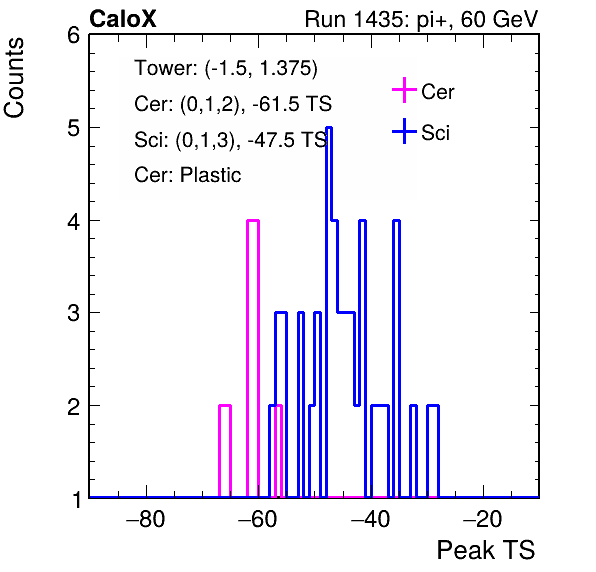 CaloX
Run 1435: pi+, 60 GeV
Counts
6
5
4
3
2
1
Tower: (-1.5, 1.375)
Cer: (0,1,2), -61.5 TS
Sci: (0,1,3), -47.5 TS
Cer: Plastic
Cer
Sci
−80
−60
−40
−20
Peak TS